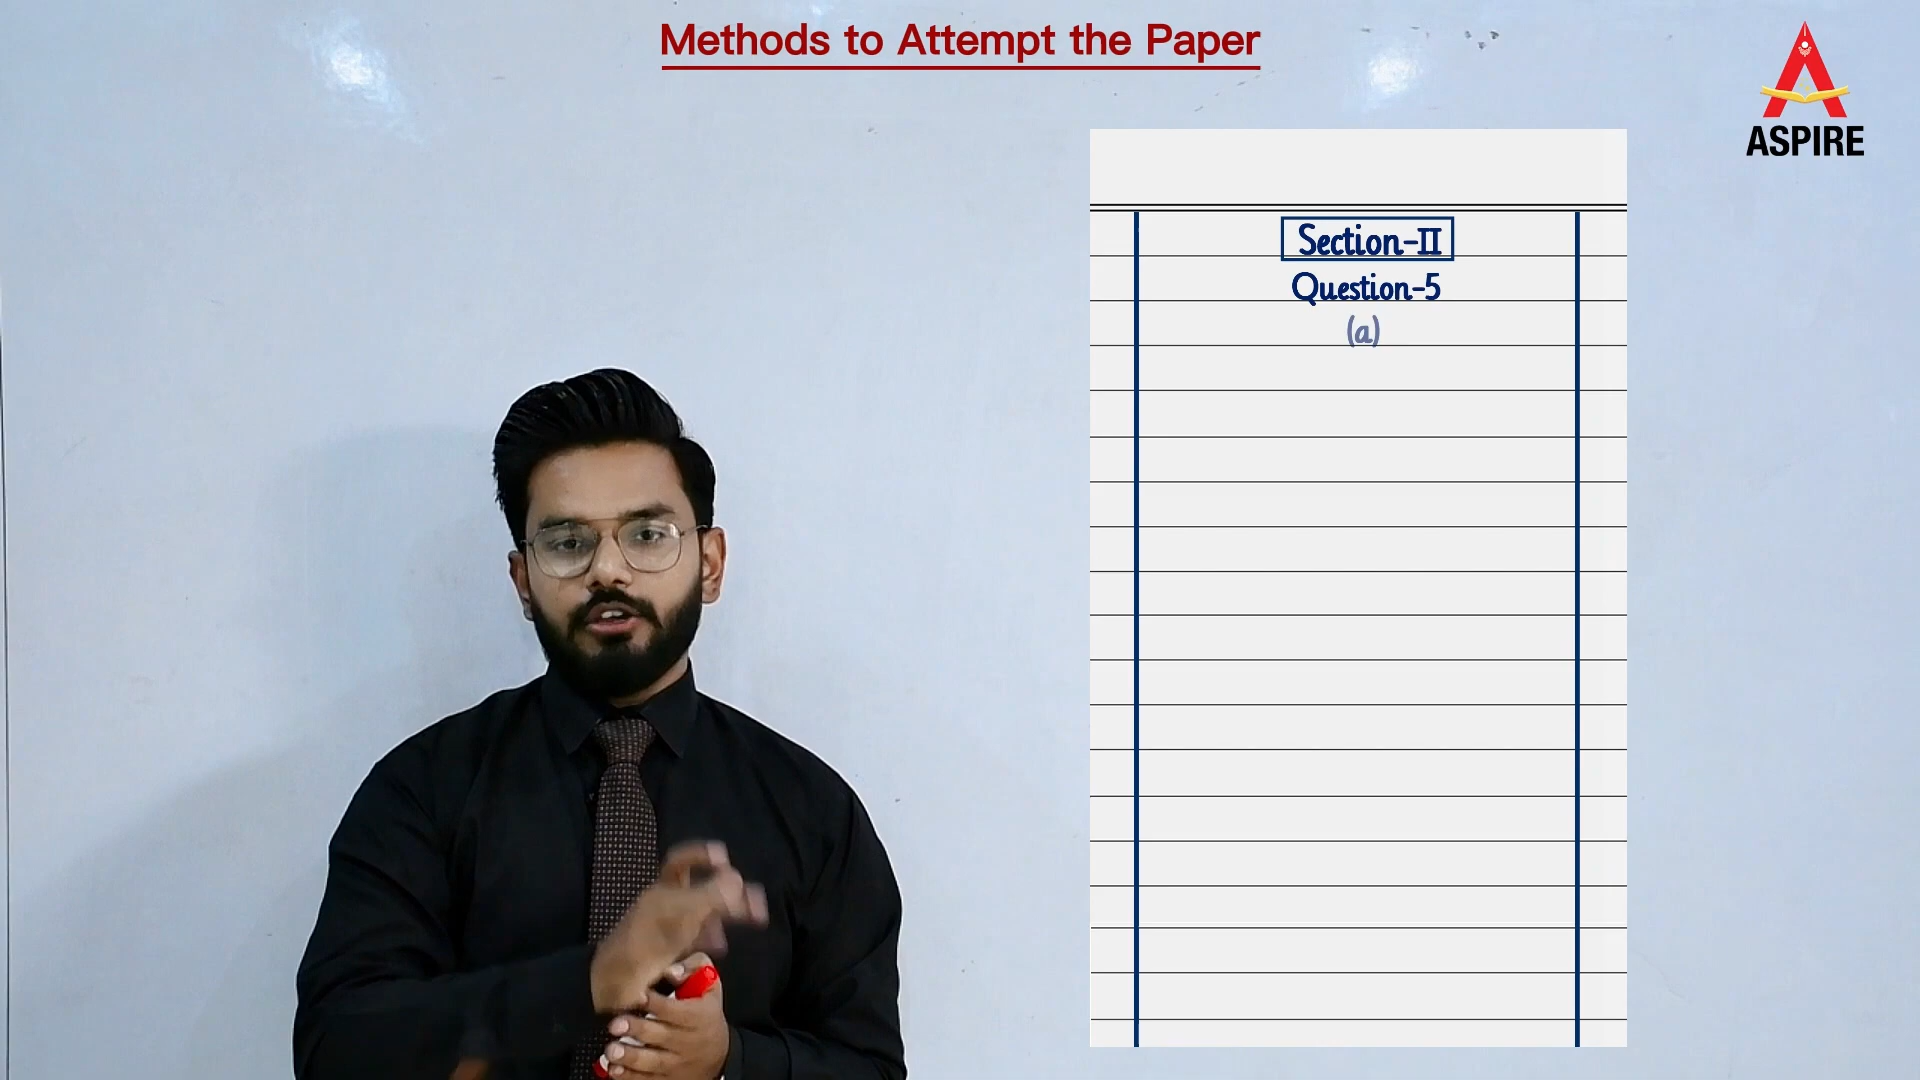 Methods to Attempt the Paper
ASPIRE
Section-II
Question-5
(a)